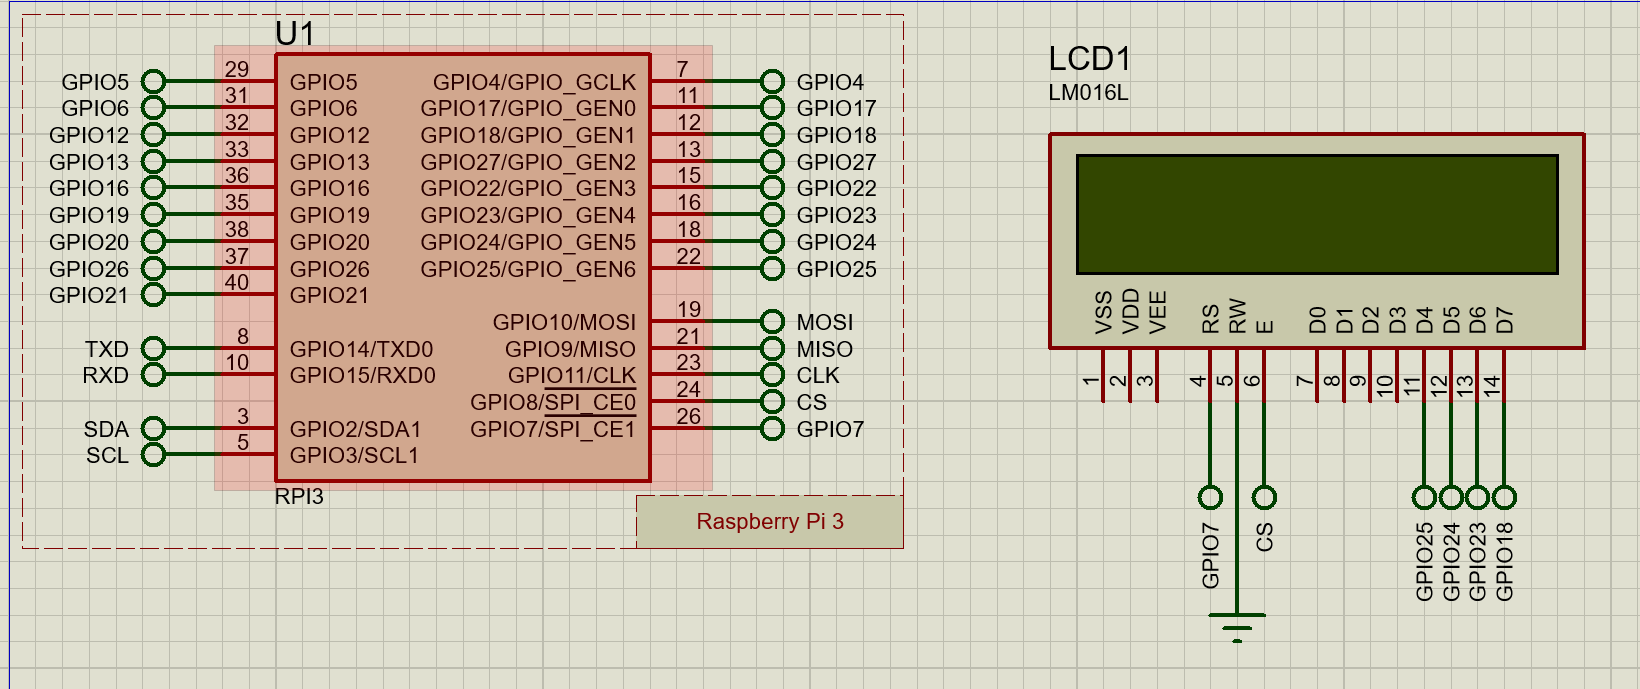 U1
GPIO5 29 GPIO5 GPIO4/GPIO_GCLK 7 GPIO4
GPIO6 31 GPIO6 GPIO17/GPIO_GEN0 11 GPIO17
GPIO12 32 GPIO12 GPIO18/GPIO_GEN1 12 GPIO18
GPIO13 33 GPIO13 GPIO27/GPIO_GEN2 13 GPIO27
GPIO16 36 GPIO16 GPIO22/GPIO_GEN3 15 GPIO22
GPIO19 35 GPIO19 GPIO23/GPIO_GEN4 16 GPIO23
GPIO20 38 GPIO20 GPIO24/GPIO_GEN5 18 GPIO24
GPIO26 37 GPIO26 GPIO25/GPIO_GEN6 22 GPIO25
GPIO21 40 GPIO21
GPIO10/MOSI 19 MOSI
TXD 8 GPIO14/TXD0 GPIO9/MISO 21 MISO
RXD 10 GPIO15/RXD0 GPIO11/CLK 23 CLK
GPIO8/SPI_CE0 24 CS
SDA 3 GPIO2/SDA1 GPIO7/SPI_CE1 26 GPIO7
SCL 5 GPIO3/SCL1
RPI3
Raspberry Pi 3
LCD1
LM016L
VSS VDD VEE RS RW E D0 D1 D2 D3 D4 D5 D6 D7
1 2 3 4 5 6 7 8 9 10 11 12 13 14
GPIO7 CS GPIO25 GPIO24 GPIO23 GPIO18